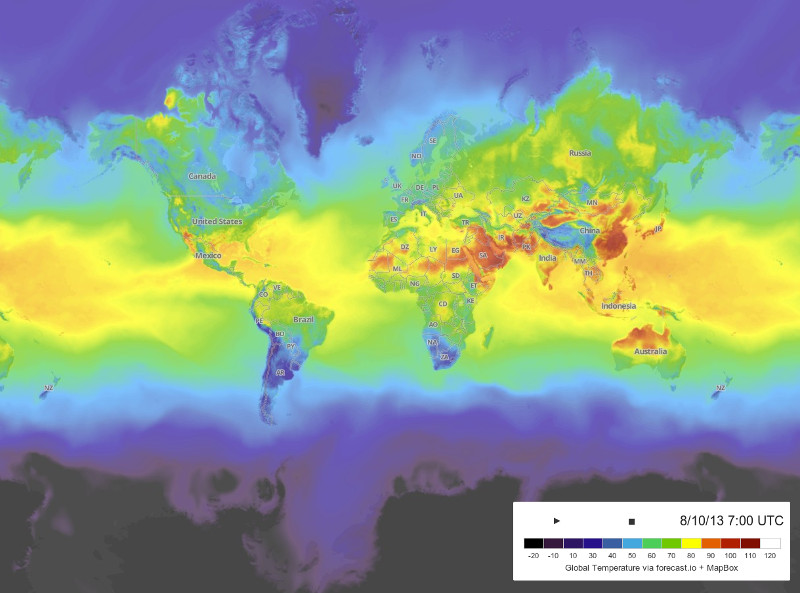 SE
NO
Russia
Canada
UK
DE
PL
UA
FR
KZ
MN
IT
UZ
United States
ES
TR
China
JP
DZ
LY
EG
IR
PK
SA
Mexico
India
MM
ML
SD
TH
NG
ET
VE
CO
CD
KE
Indonesia
PE
Brazil
AO
BO
NA
PY
Australia
ZA
AR
NZ
NZ
8/10/13 7:00 UTC
-20 -10 10 30 40 50 60 70 80 90 100 110 120
Global Temperature via forecast.io + MapBox